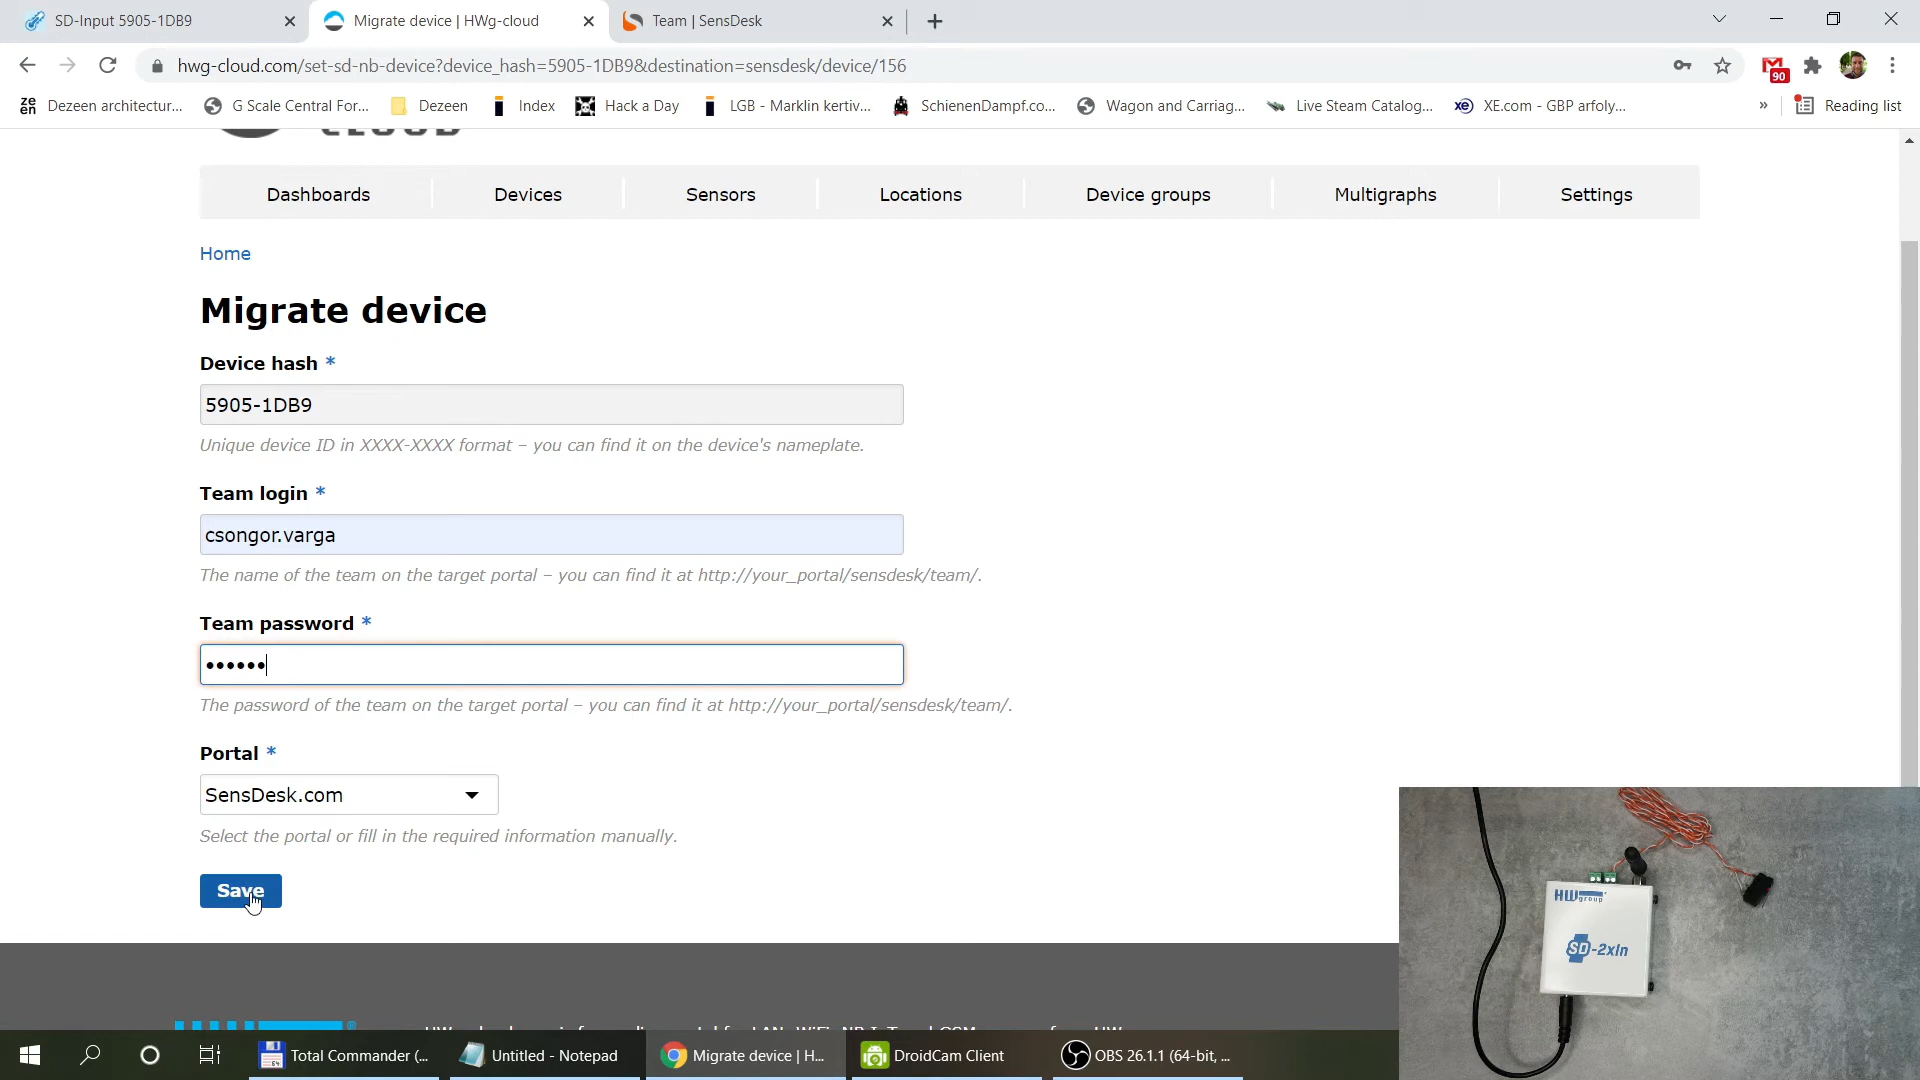 SD-Input 5905-1DB9
Migrate device | HWg-cloud
Team | SensDesk
hwg-cloud.com/set-sd-nb-device?device_hash=5905-1DB9&destination=sensdesk/device/156
90
ze en
Dezeen architectur...
G Scale Central For...
Dezeen
Index
Hack a Day
LGB - Marklin kertiv...
SchienenDampf.co...
Wagon and Carriag...
Live Steam Catalog...
xe
XE.com - GBP arfoly...
»
Reading list
CLOUD
Dashboards
Devices
Sensors
Locations
Device groups
Multigraphs
Settings
Home
Migrate device
Device hash *
5905-1DB9
Unique device ID in XXXX-XXXX format – you can find it on the device's nameplate.
Team login *
csongor.varga
The name of the team on the target portal – you can find it at http://your_portal/sensdesk/team/.
Team password *
••••••
The password of the team on the target portal – you can find it at http://your_portal/sensdesk/team/.
Portal *
SensDesk.com
Select the portal or fill in the required information manually.
Save
HW group
SD-2xIn
Total Commander (...
Untitled - Notepad
Migrate device | H...
DroidCam Client
OBS 26.1.1 (64-bit, ...